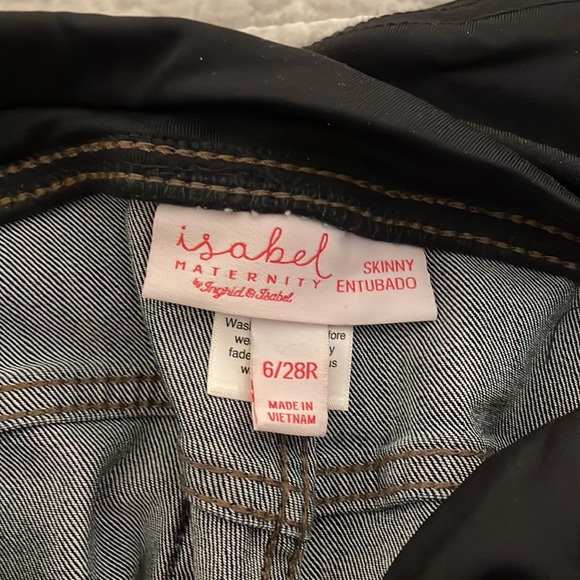 isabel
MATERNITY
by Ingrid & Isabel
SKINNY
ENTUBADO
6/28R
MADE IN
VIETNAM